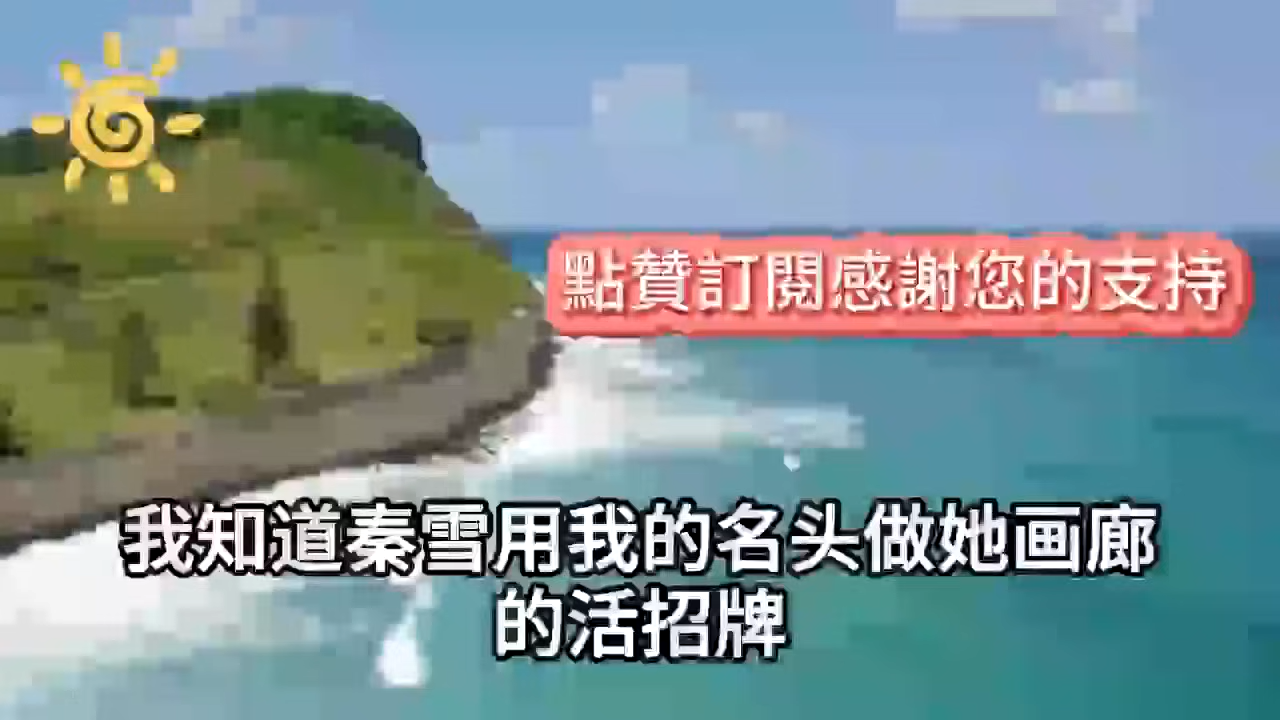 點贊訂閱感謝您的支持
我知道秦雪用我的名头做她画廊
的活招牌